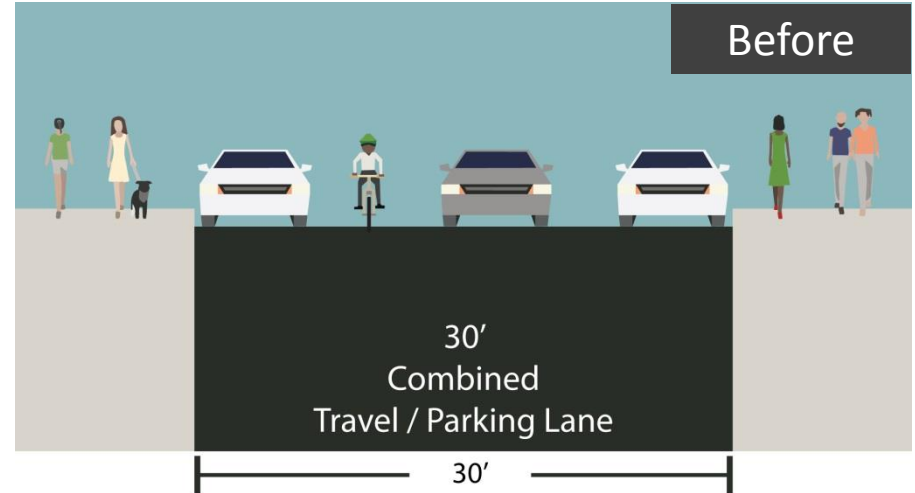 Before
30’
Combined
Travel / Parking Lane
30’